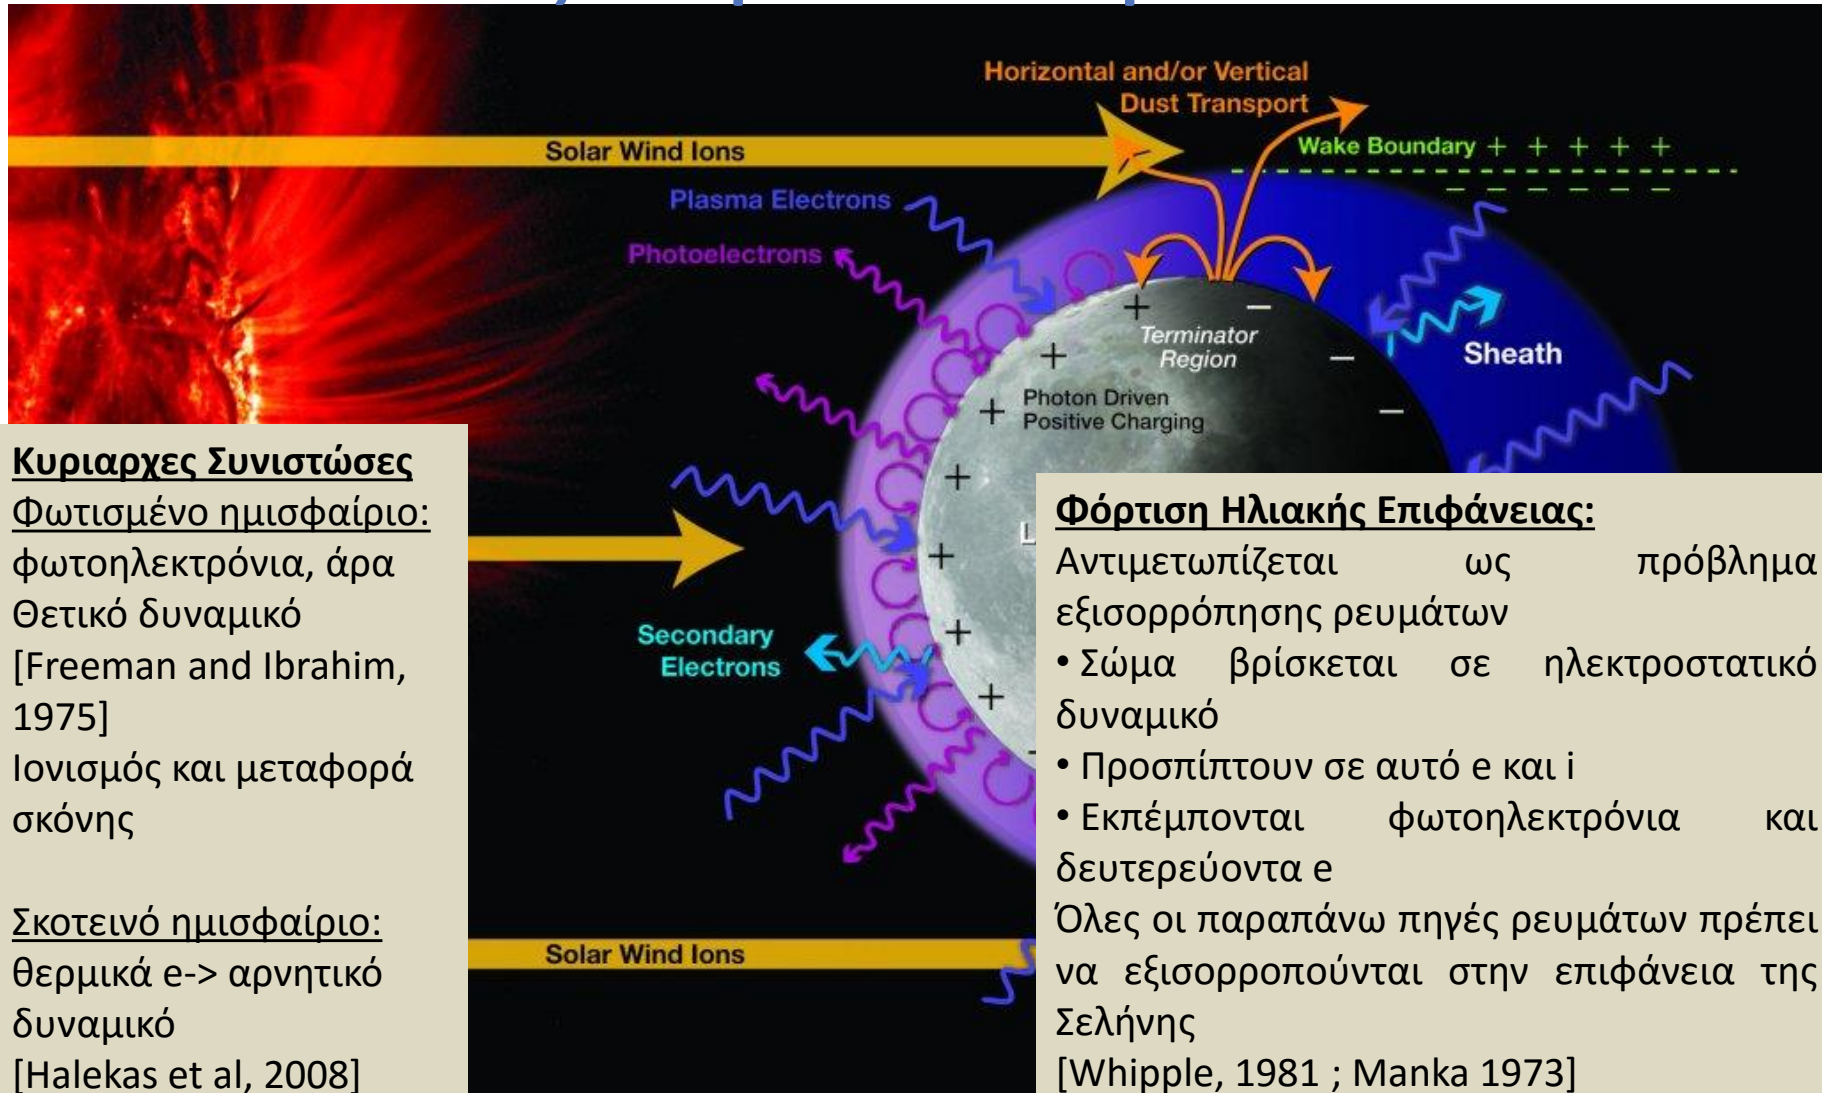 Horizontal and/or Vertical
Dust Transport
Solar Wind Ions
Wake Boundary + + + + +
– – – – – –
Plasma Electrons
Photoelectrons
+
–
Terminator
Region
Sheath
+
–
Photon Driven
Positive Charging
+
–
+
+
Secondary
Electrons
+
+
Solar Wind Ions
Κυριαρχες Συνιστώσες
Φωτισμένο ημισφαίριο:
φωτοηλεκτρόνια, άρα
Θετικό δυναμικό
[Freeman and Ibrahim,
1975]
Ιονισμός και μεταφορά
σκόνης
Σκοτεινό ημισφαίριο:
θερμικά e-> αρνητικό
δυναμικό
[Halekas et al, 2008]
Φόρτιση Ηλιακής Επιφάνειας:
Αντιμετωπίζεται ως πρόβλημα
εξισορρόπησης ρευμάτων
• Σώμα βρίσκεται σε ηλεκτροστατικό
δυναμικό
• Προσπίπτουν σε αυτό e και i
• Εκπέμπονται φωτοηλεκτρόνια και
δευτερεύοντα e
Όλες οι παραπάνω πηγές ρευμάτων πρέπει
να εξισορροπούνται στην επιφάνεια της
Σελήνης
[Whipple, 1981 ; Manka 1973]